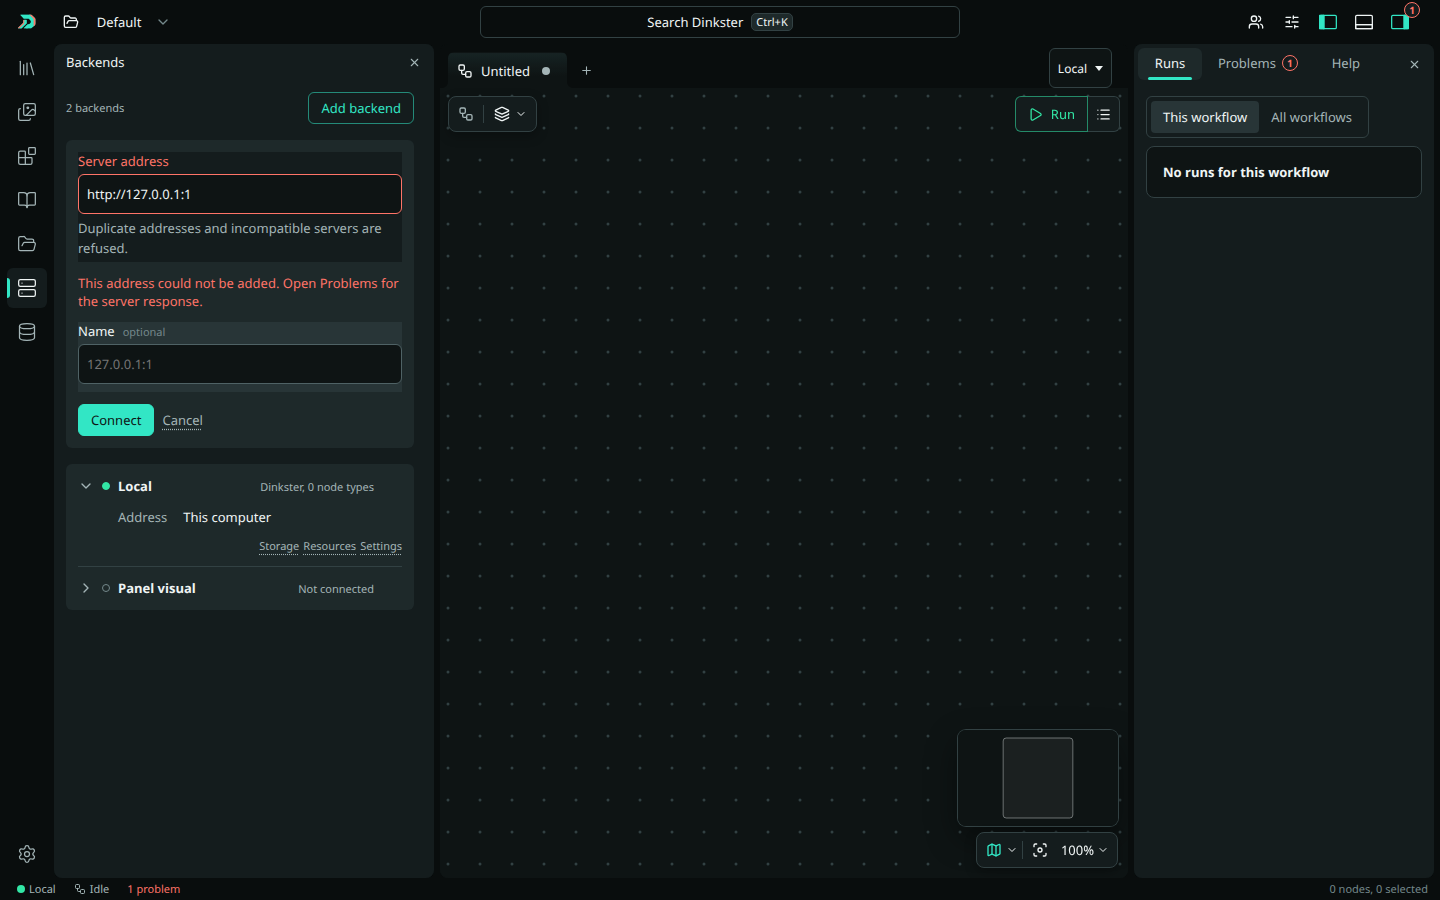 Default
Search Dinkster Ctrl+K
1
Backends
2 backends
Add backend
Server address
http://127.0.0.1:1
Duplicate addresses and incompatible servers are
refused.
This address could not be added. Open Problems for
the server response.
Name optional
127.0.0.1:1
Connect Cancel
Local Dinkster, 0 node types
Address This computer
Storage Resources Settings
Panel visual Not connected
Untitled
Local
Run
100%
Runs Problems 1 Help
This workflow All workflows
No runs for this workflow
Local Idle 1 problem
0 nodes, 0 selected